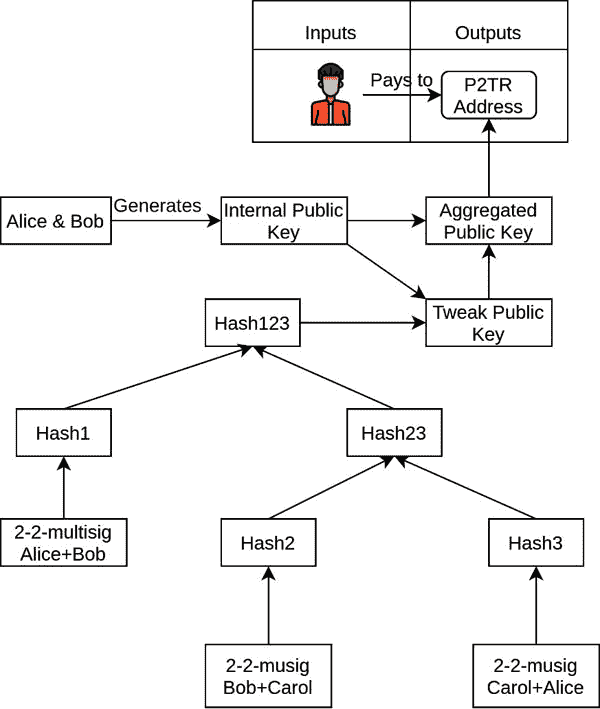 Inputs
Outputs
Pays to
P2TR
Address
Alice & Bob
Generates
Internal Public
Key
Aggregated
Public Key
Hash123
Tweak Public
Key
Hash1
Hash23
2-2-multisig
Alice+Bob
Hash2
Hash3
2-2-musig
Bob+Carol
2-2-musig
Carol+Alice